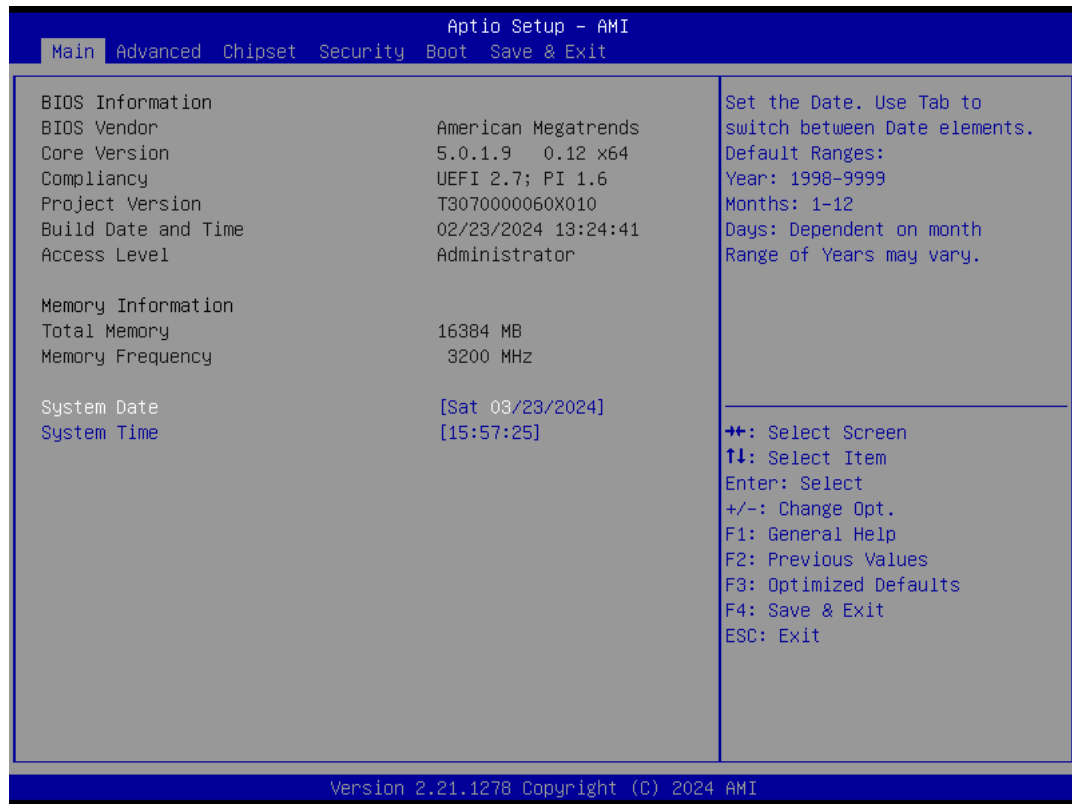 Aptio Setup – AMI
Main Advanced Chipset Security Boot Save & Exit
BIOS Information
BIOS Vendor American Megatrends
Core Version 5.0.1.9 0.12 x64
Compliancy UEFI 2.7; PI 1.6
Project Version T3070000060X010
Build Date and Time 02/23/2024 13:24:41
Access Level Administrator
Memory Information
Total Memory 16384 MB
Memory Frequency 3200 MHz
System Date [Sat 03/23/2024]
System Time [15:57:25]
Set the Date. Use Tab to
switch between Date elements.
Default Ranges:
Year: 1998-9999
Months: 1-12
Days: Dependent on month
Range of Years may vary.
→←: Select Screen
↑↓: Select Item
Enter: Select
+/-: Change Opt.
F1: General Help
F2: Previous Values
F3: Optimized Defaults
F4: Save & Exit
ESC: Exit
Version 2.21.1278 Copyright (C) 2024 AMI